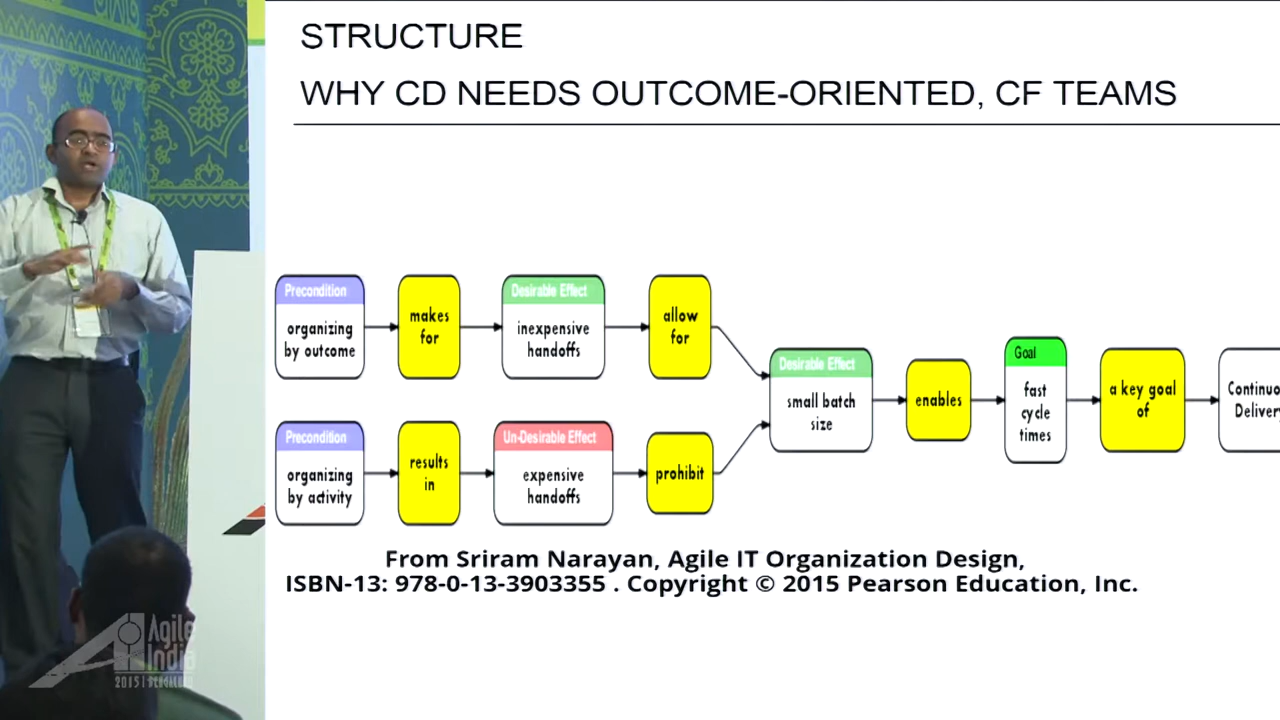 STRUCTURE
WHY CD NEEDS OUTCOME-ORIENTED, CF TEAMS
Precondition
organizing
by outcome
makes
for
Desirable Effect
inexpensive
handoffs
allow
for
Precondition
organizing
by activity
results
in
Un-Desirable Effect
expensive
handoffs
prohibit
Desirable Effect
small batch
size
enables
Goal
fast
cycle
times
a key goal
of
Continuo
Deliver
From Sriram Narayan, Agile IT Organization Design,
ISBN-13: 978-0-13-3903355 . Copyright © 2015 Pearson Education, Inc.
Agile
India
2015 | BENGALURU